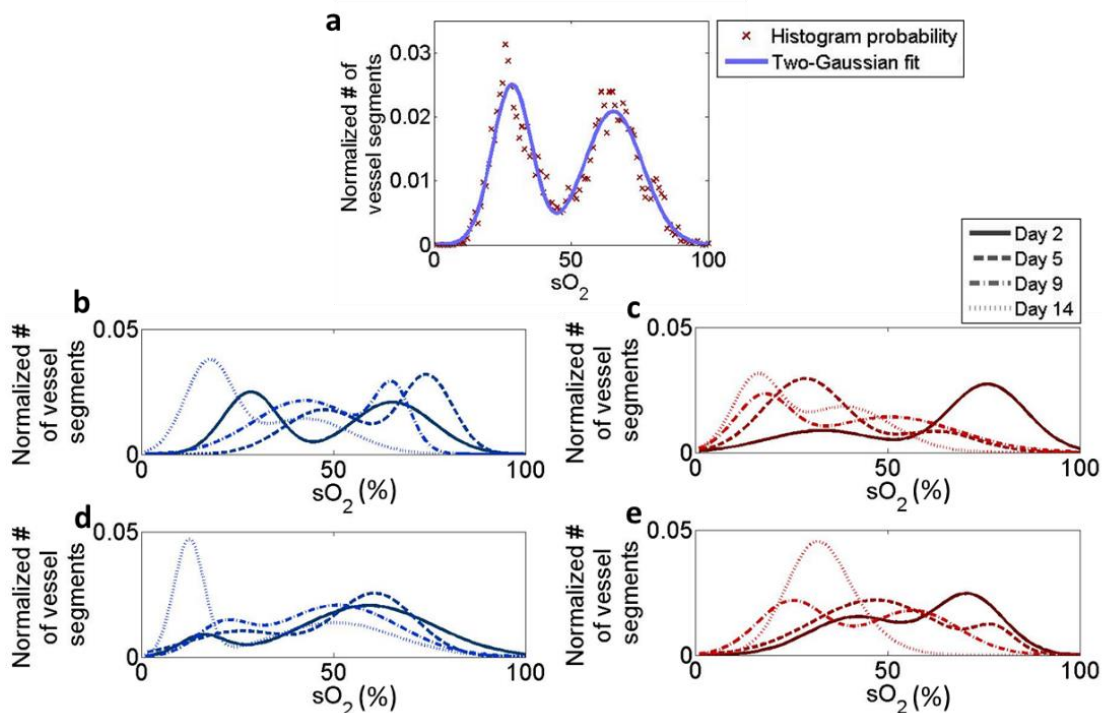 a
Normalized # of
vessel segments
0.03
0.02
0.01
0
0
50
100
sO2
Histogram probability
Two-Gaussian fit
Day 2
Day 5
Day 9
Day 14
b
Normalized #
of vessel
segments
0.05
0
0
50
100
sO2 (%)
c
Normalized #
of vessel
segments
0.05
0
0
50
100
sO2 (%)
d
Normalized #
of vessel
segments
0.05
0
0
50
100
sO2 (%)
e
Normalized #
of vessel
segments
0.05
0
0
50
100
sO2 (%)